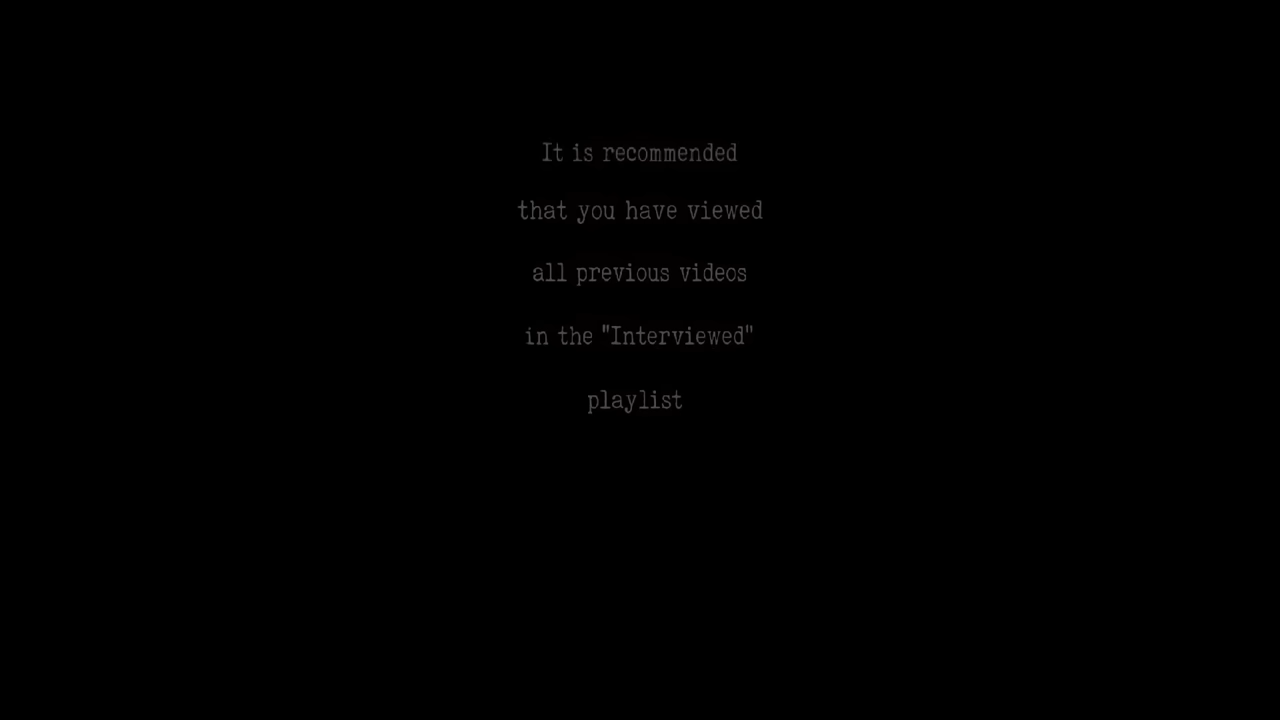 It is recommended
that you have viewed
all previous videos
in the "Interviewed"
playlist